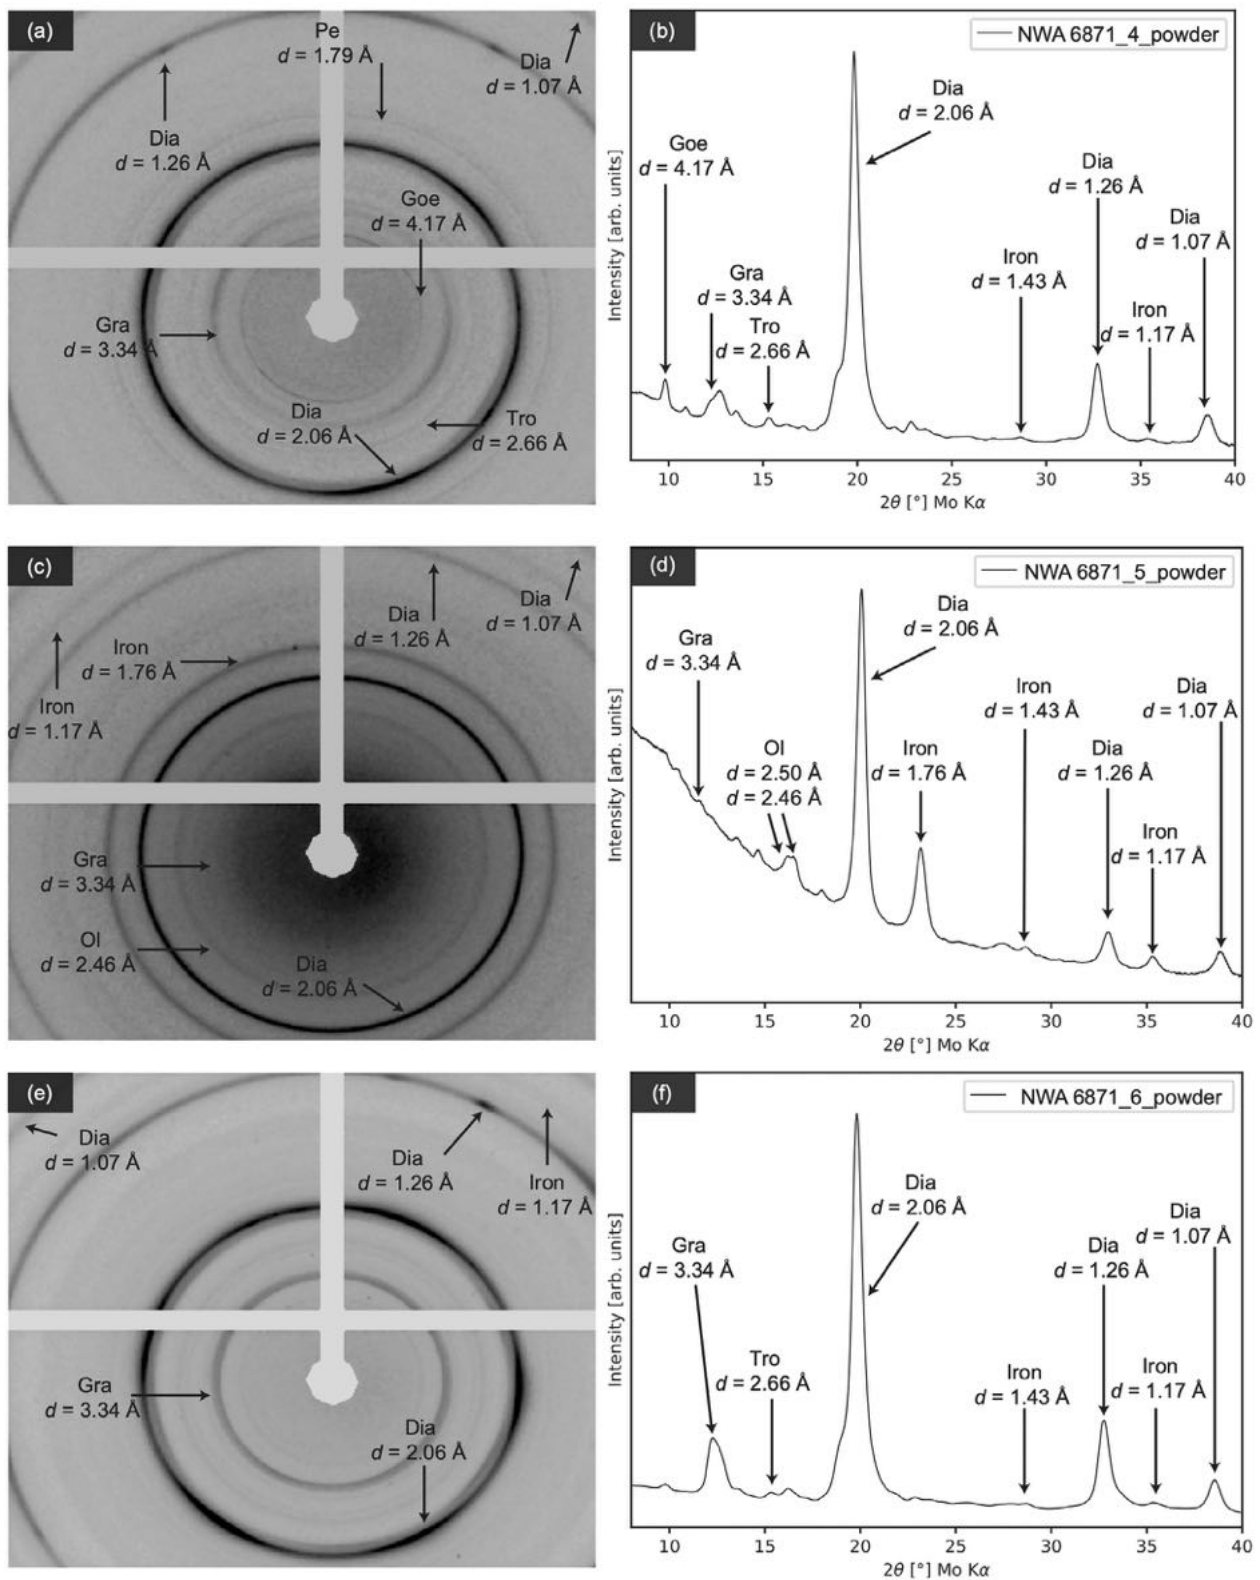 (a)
Pe
d = 1.79 Å
Dia
d = 1.07 Å
Dia
d = 1.26 Å
Goe
d = 4.17 Å
Gra
d = 3.34 Å
Dia
d = 2.06 Å
Tro
d = 2.66 Å
(b)
NWA 6871_4_powder
Dia
d = 2.06 Å
Goe
d = 4.17 Å
Dia
d = 1.26 Å
Dia
d = 1.07 Å
Iron
d = 1.43 Å
Gra
d = 3.34 Å
Iron
d = 1.17 Å
Tro
d = 2.66 Å
Intensity [arb. units]
10 15 20 25 30 35 40
2θ [°] Mo Kα
(c)
Dia
d = 1.07 Å
Dia
d = 1.26 Å
Iron
d = 1.76 Å
Iron
d = 1.17 Å
Gra
d = 3.34 Å
Ol
d = 2.46 Å
Dia
d = 2.06 Å
(d)
NWA 6871_5_powder
Dia
d = 2.06 Å
Gra
d = 3.34 Å
Iron
d = 1.43 Å
Dia
d = 1.07 Å
Ol
d = 2.50 Å
d = 2.46 Å
Iron
d = 1.76 Å
Dia
d = 1.26 Å
Iron
d = 1.17 Å
Intensity [arb. units]
10 15 20 25 30 35 40
2θ [°] Mo Kα
(e)
Dia
d = 1.07 Å
Dia
d = 1.26 Å
Iron
d = 1.17 Å
Gra
d = 3.34 Å
Dia
d = 2.06 Å
(f)
NWA 6871_6_powder
Dia
d = 2.06 Å
Dia
d = 1.07 Å
Gra
d = 3.34 Å
Dia
d = 1.26 Å
Tro
d = 2.66 Å
Iron
d = 1.43 Å
Iron
d = 1.17 Å
Intensity [arb. units]
10 15 20 25 30 35 40
2θ [°] Mo Kα